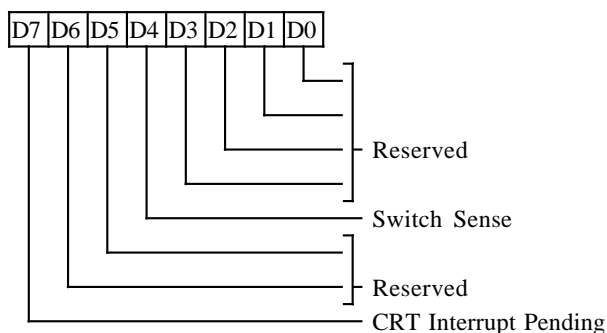 D7 D6 D5 D4 D3 D2 D1 D0
Reserved
Switch Sense
Reserved
CRT Interrupt Pending